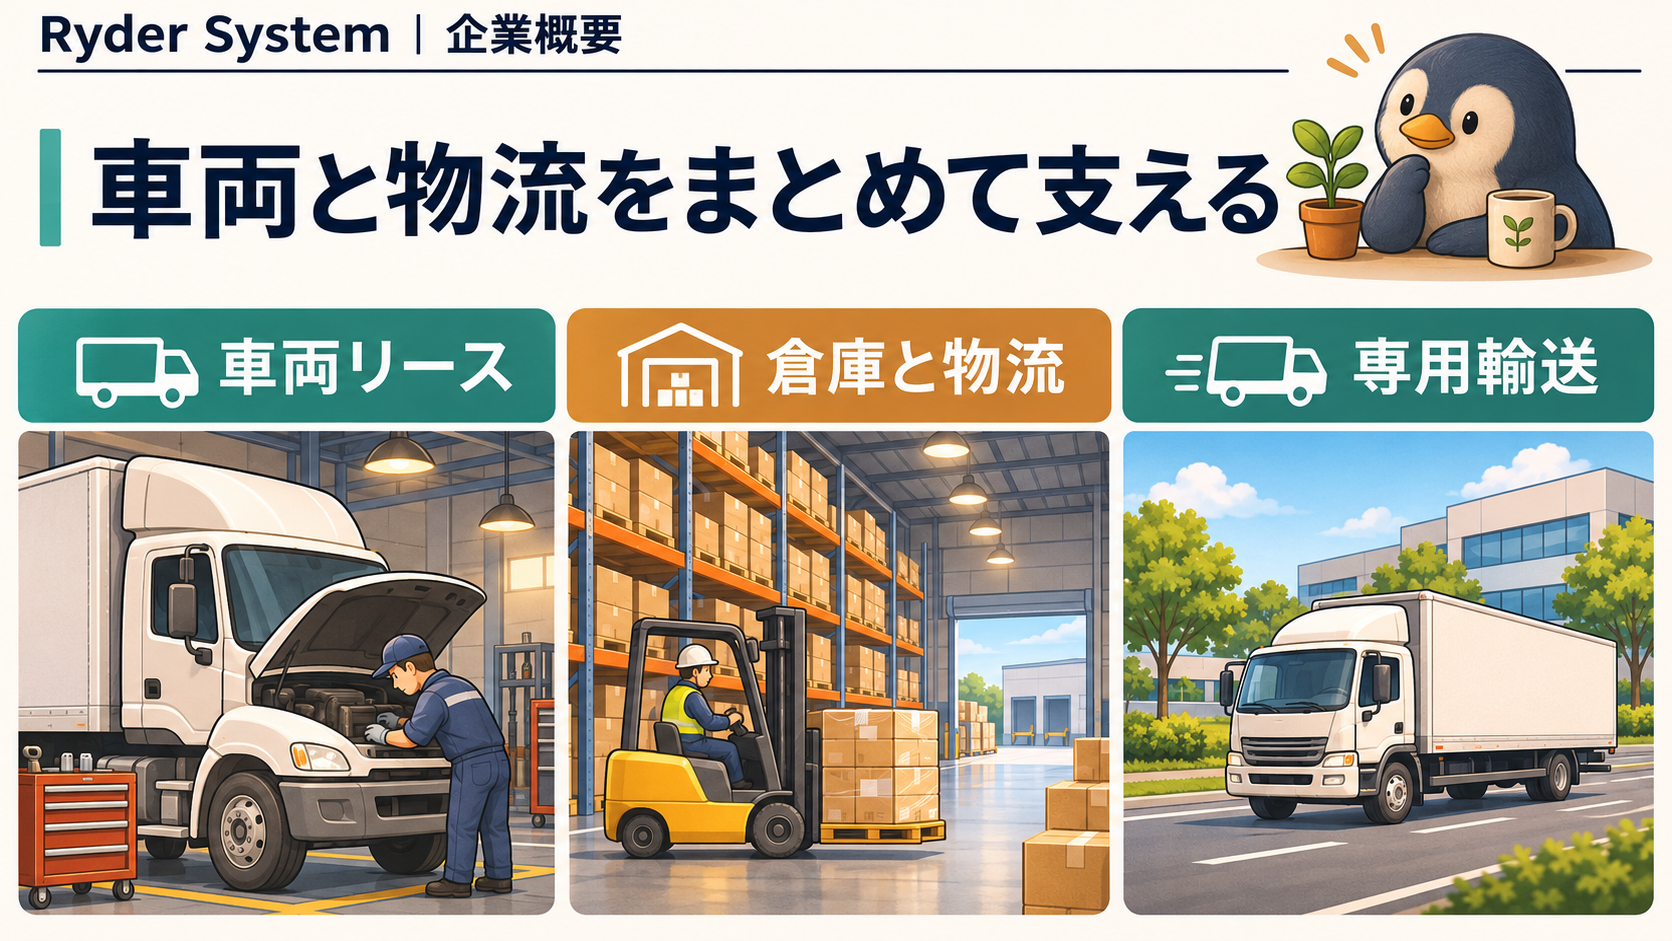 Ryder System | 企業概要
車両と物流をまとめて支える
車両リース
倉庫と物流
専用輸送